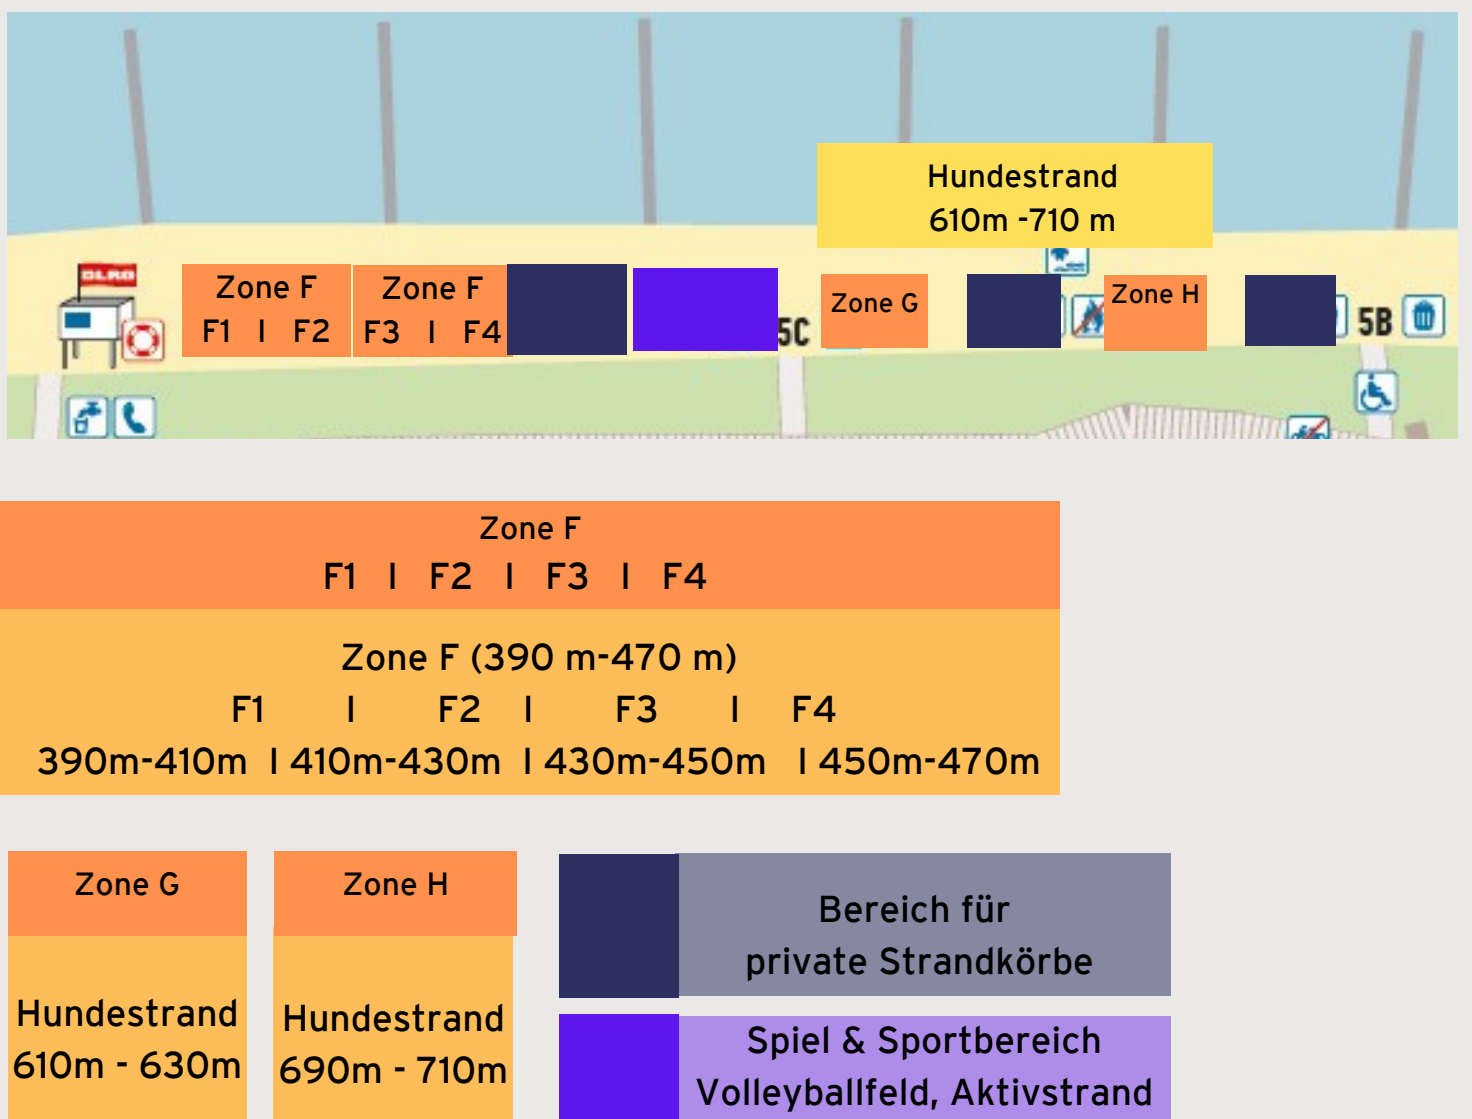 Hundestrand
610m -710 m
DLRG
Zone F
F1 I F2
Zone F
F3 I F4
5C
Zone G
Zone H
5B
Zone F
F1 I F2 I F3 I F4
Zone F (390 m-470 m)
F1 I F2 I F3 I F4
390m-410m I 410m-430m I 430m-450m I 450m-470m
Zone G
Hundestrand
610m - 630m
Zone H
Hundestrand
690m - 710m
Bereich für
private Strandkörbe
Spiel & Sportbereich
Volleyballfeld, Aktivstrand